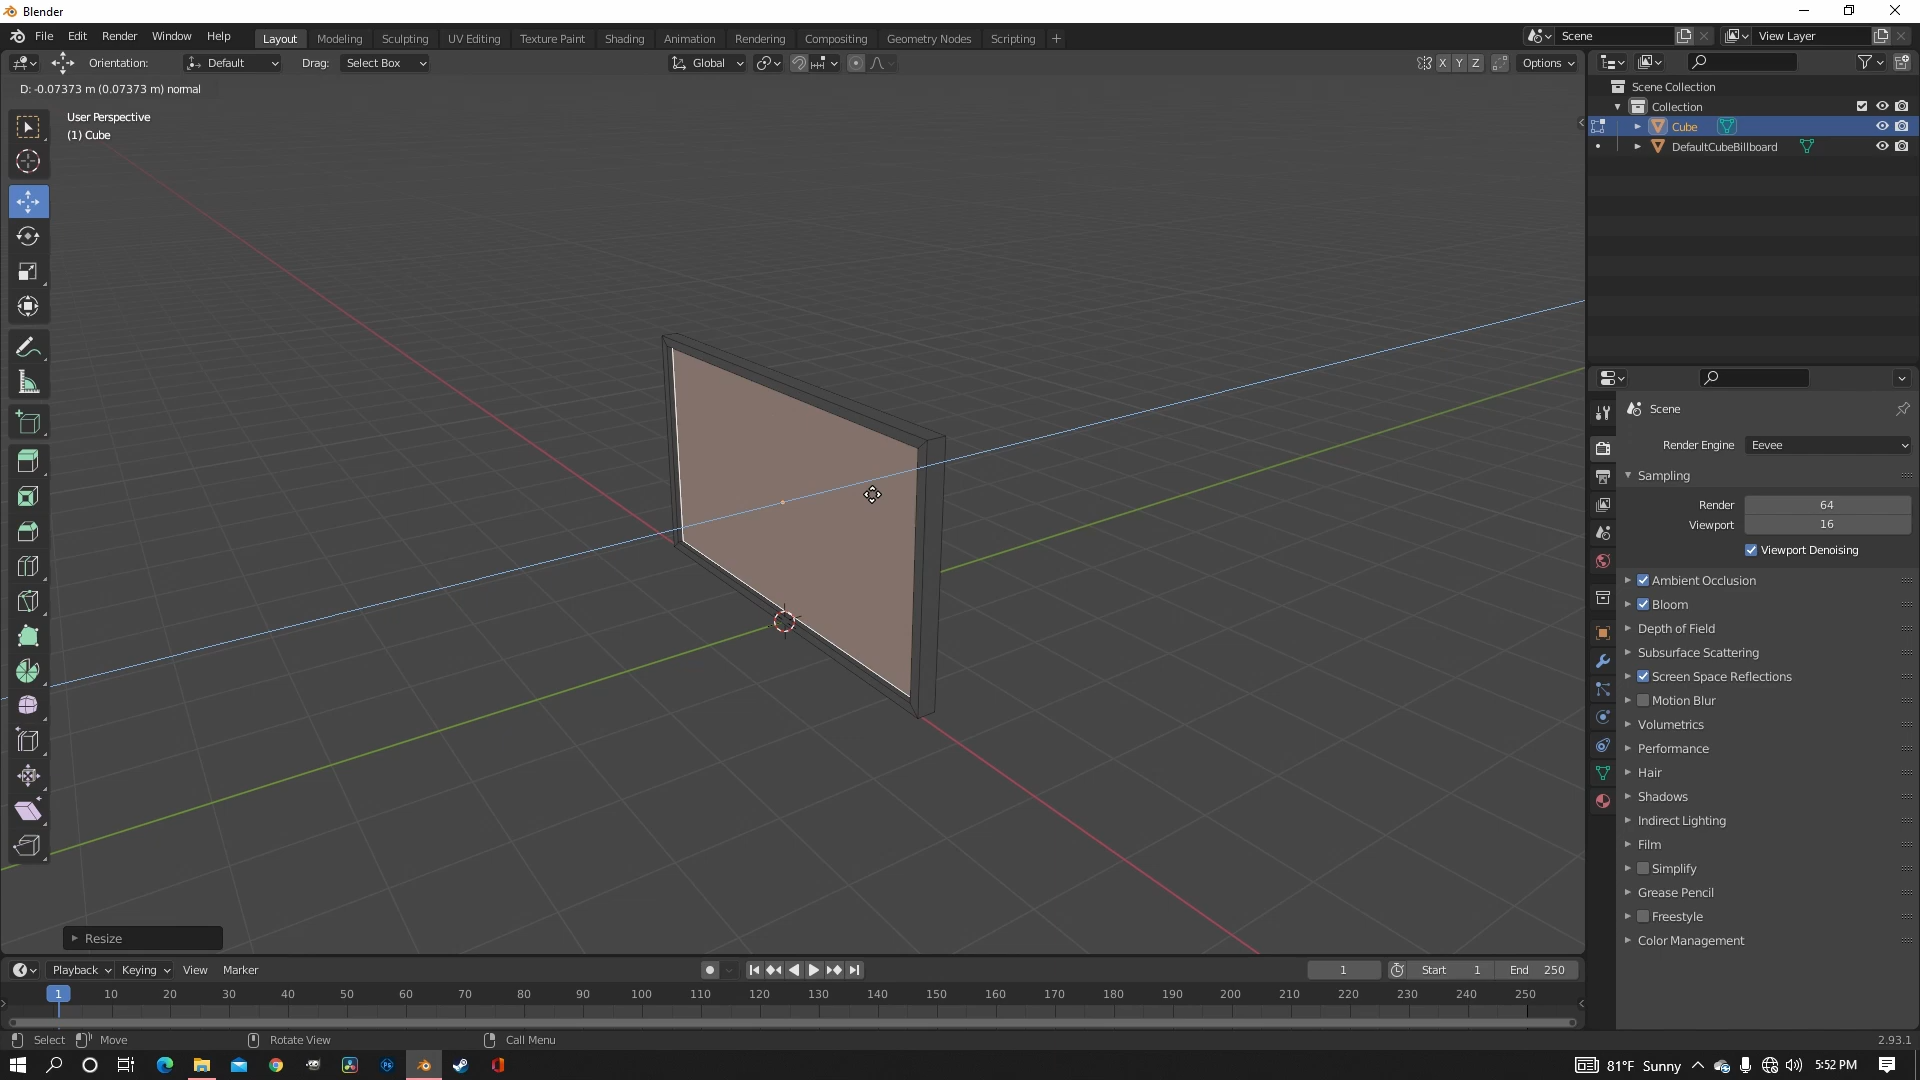 Blender
File Edit Render Window Help Layout Modeling Sculpting UV Editing Texture Paint Shading Animation Rendering Compositing Geometry Nodes Scripting + Scene View Layer
Orientation: Default Drag: Select Box Global X Y Z Options
D: -0.07373 m (0.07373 m) normal
User Perspective
(1) Cube
Resize
Scene Collection
Collection
Cube
DefaultCubeBillboard
Scene
Render Engine Eevee
Sampling
Render 64
Viewport 16
Viewport Denoising
Ambient Occlusion
Bloom
Depth of Field
Subsurface Scattering
Screen Space Reflections
Motion Blur
Volumetrics
Performance
Hair
Shadows
Indirect Lighting
Film
Simplify
Grease Pencil
Freestyle
Color Management
Playback Keying View Marker 1 Start 1 End 250
1 10 20 30 40 50 60 70 80 90 100 110 120 130 140 150 160 170 180 190 200 210 220 230 240 250
Select Move Rotate View Call Menu 2.93.1
81°F Sunny 5:52 PM